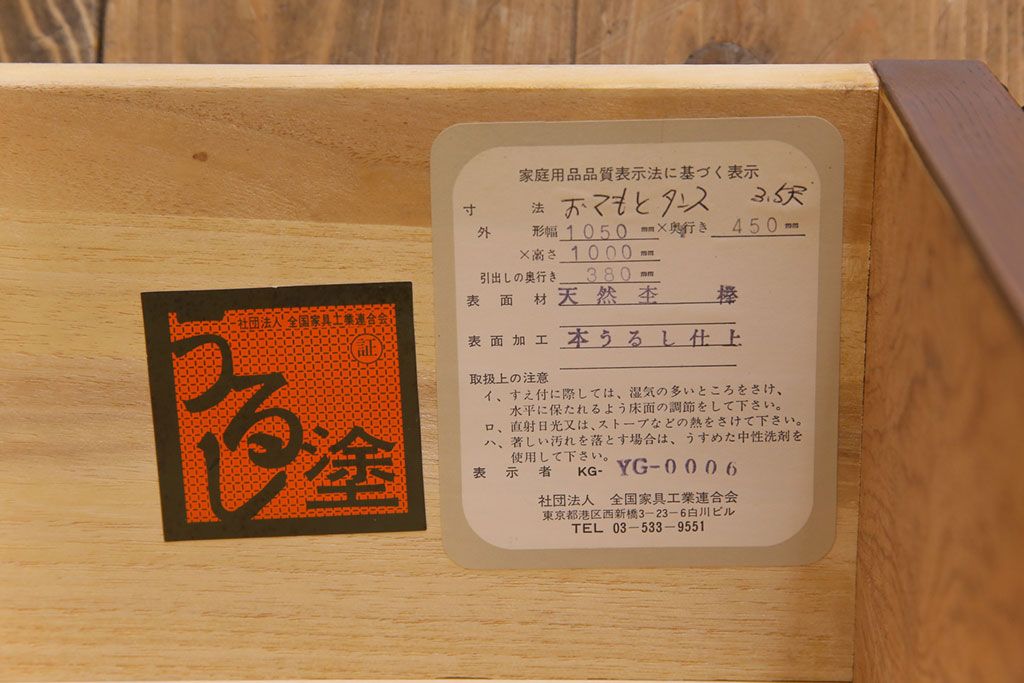 社団法人 全国家具工業連合会
証
うるし塗
家庭用品品質表示法に基づく表示
寸法 おてもとタンス 3.5尺
外形幅 1050 mm × 奥行き 450 mm
×高さ 1000 mm
引出しの奥行き 380 mm
表面材 天然杢 欅
表面加工 本うるし仕上
取扱上の注意
イ、すえ付に際しては、湿気の多いところをさけ、
水平に保たれるよう床面の調節をして下さい。
ロ、直射日光又は、ストーブなどの熱をさけて下さい。
ハ、著しい汚れを落とす場合は、うすめた中性洗剤を
使用して下さい。
表示者 KG- YG-0006
社団法人 全国家具工業連合会
東京都港区西新橋3-23-6白川ビル
TEL 03-533-9551